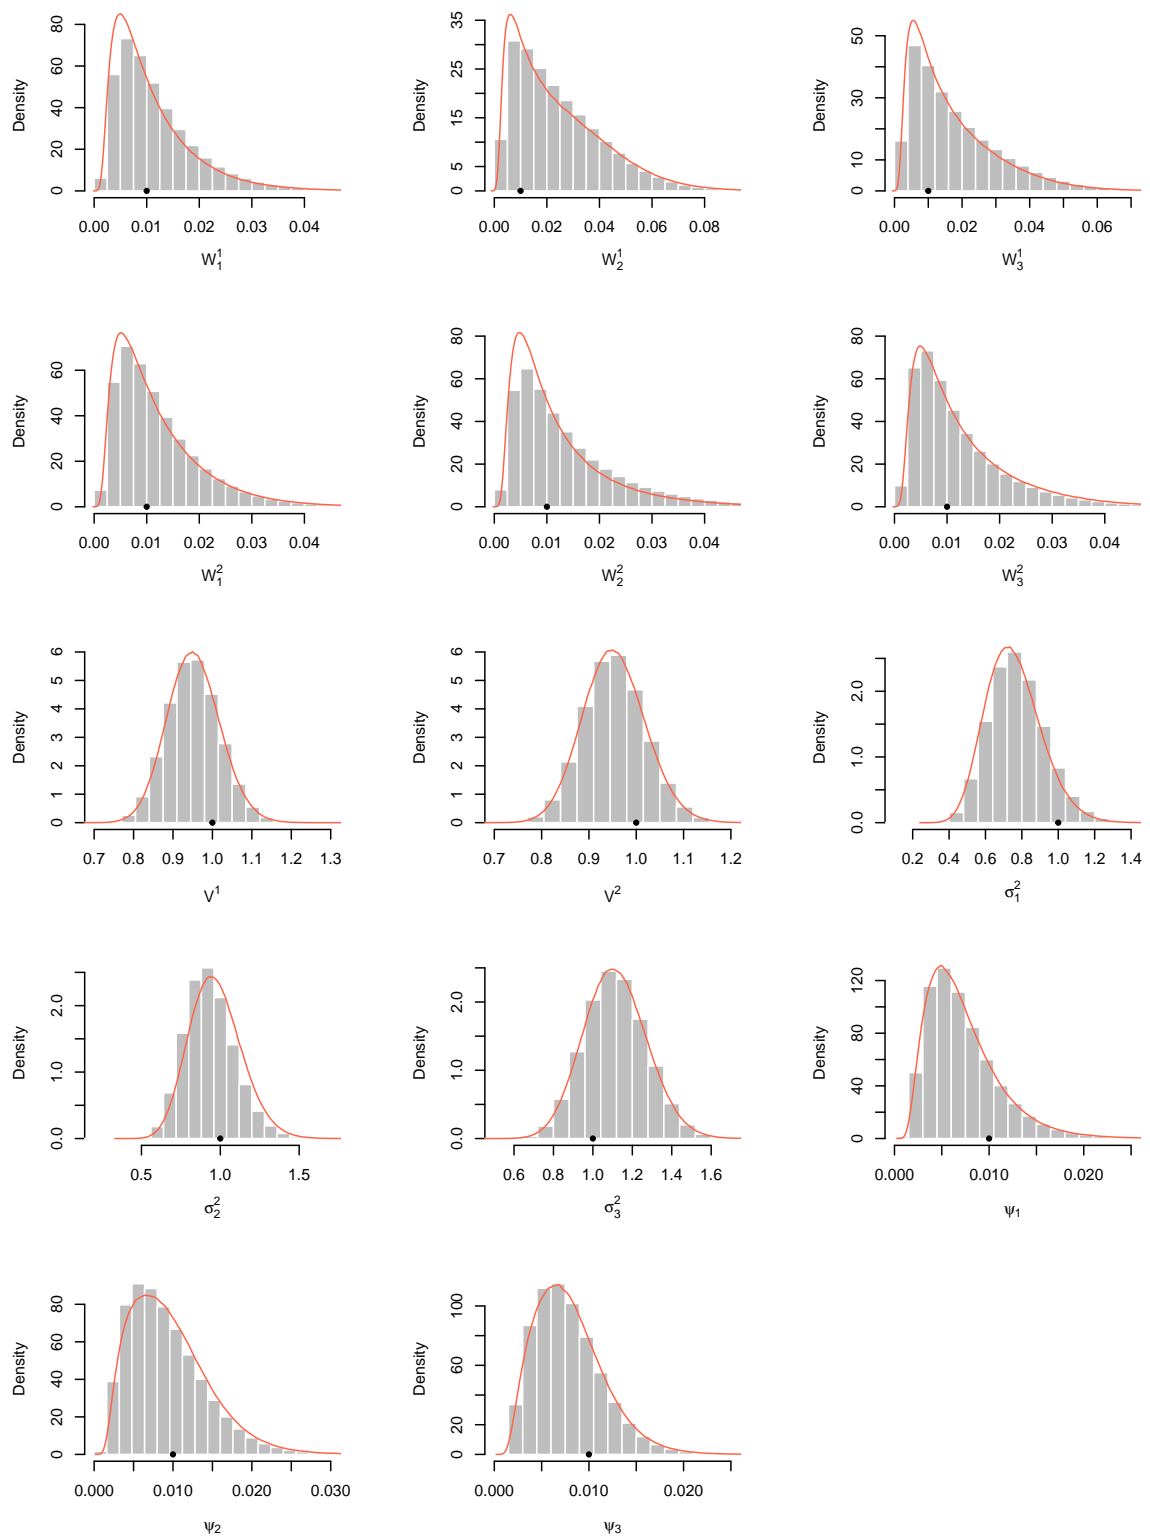 Density 0 20 40 60 80
0.00 0.01 0.02 0.03 0.04
W₁¹
Density 0 5 15 25 35
0.00 0.02 0.04 0.06 0.08
W₂¹
Density 0 10 30 50
0.00 0.02 0.04 0.06
W₃¹
Density 0 20 40 60
0.00 0.01 0.02 0.03 0.04
W₁²
Density 0 20 40 60 80
0.00 0.01 0.02 0.03 0.04
W₂²
Density 0 20 40 60 80
0.00 0.01 0.02 0.03 0.04
W₃²
Density 0 1 2 3 4 5 6
0.7 0.8 0.9 1.0 1.1 1.2 1.3
V¹
Density 0 1 2 3 4 5 6
0.7 0.8 0.9 1.0 1.1 1.2
V²
Density 0.0 1.0 2.0
0.2 0.4 0.6 0.8 1.0 1.2 1.4
σ₁²
Density 0.0 1.0 2.0
0.5 1.0 1.5
σ₂²
Density 0.0 1.0 2.0
0.6 0.8 1.0 1.2 1.4 1.6
σ₃²
Density 0 40 80 120
0.000 0.010 0.020
ψ₁
Density 0 20 40 60 80
0.000 0.010 0.020 0.030
ψ₂
Density 0 20 60 100
0.000 0.010 0.020
ψ₃